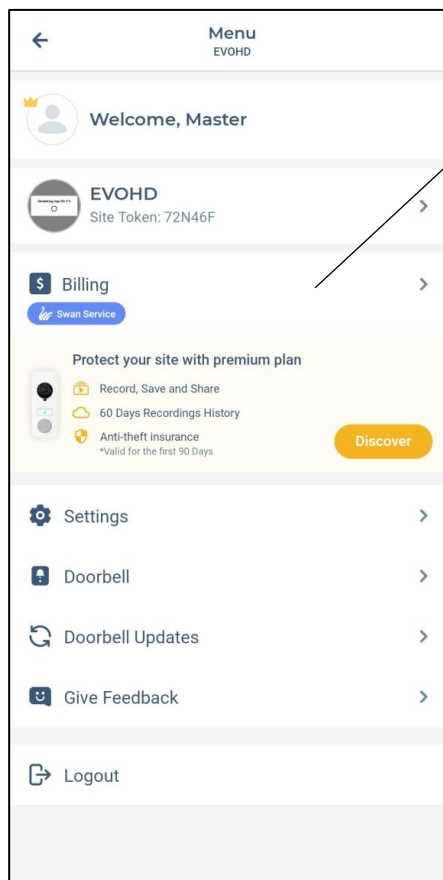 Menu
EVOHD
Welcome, Master
EVOHD
Site Token: 72N46F
Billing
Swan Service
Protect your site with premium plan
Record, Save and Share
60 Days Recordings History
Anti-theft insurance
*Valid for the first 90 Days
Discover
Settings
Doorbell
Doorbell Updates
Give Feedback
Logout